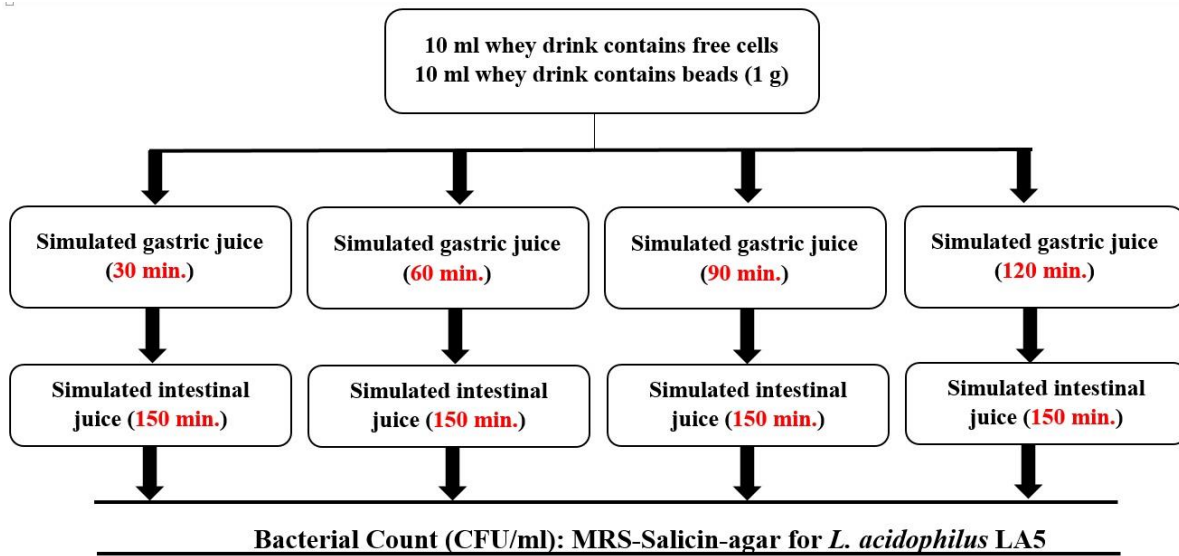 10 ml whey drink contains free cells
10 ml whey drink contains beads (1 g)
Simulated gastric juice
(30 min.)
Simulated gastric juice
(60 min.)
Simulated gastric juice
(90 min.)
Simulated gastric juice
(120 min.)
Simulated intestinal
juice (150 min.)
Simulated intestinal
juice (150 min.)
Simulated intestinal
juice (150 min.)
Simulated intestinal
juice (150 min.)
Bacterial Count (CFU/ml): MRS-Salicin-agar for L. acidophilus LA5